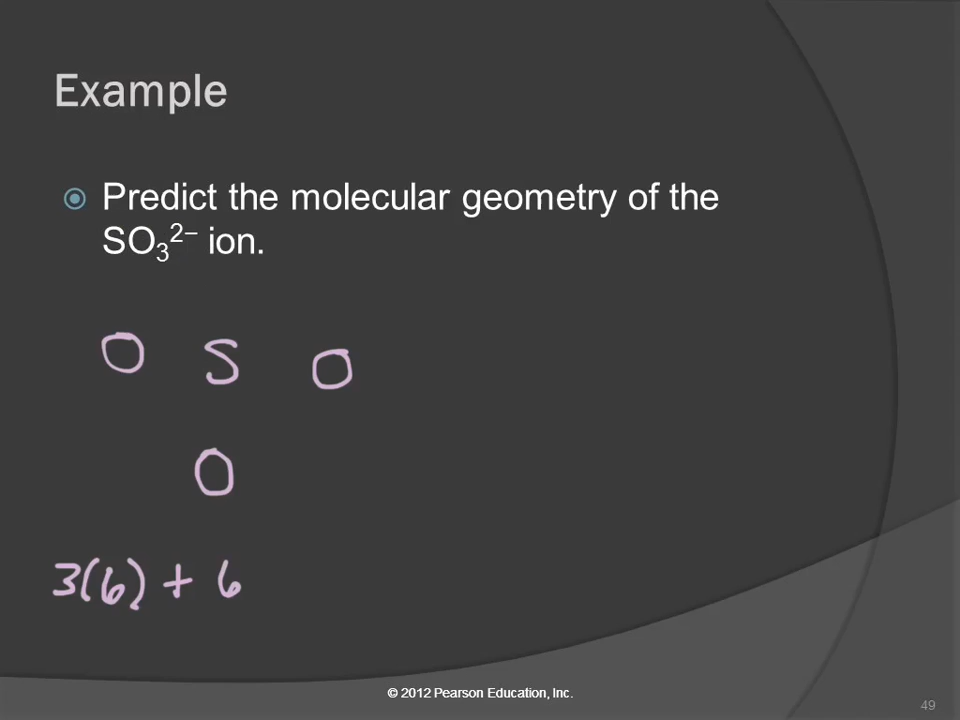 Example
Predict the molecular geometry of the
SO₃²⁻ ion.
O S O
O
3(6) + 6
© 2012 Pearson Education, Inc.
49